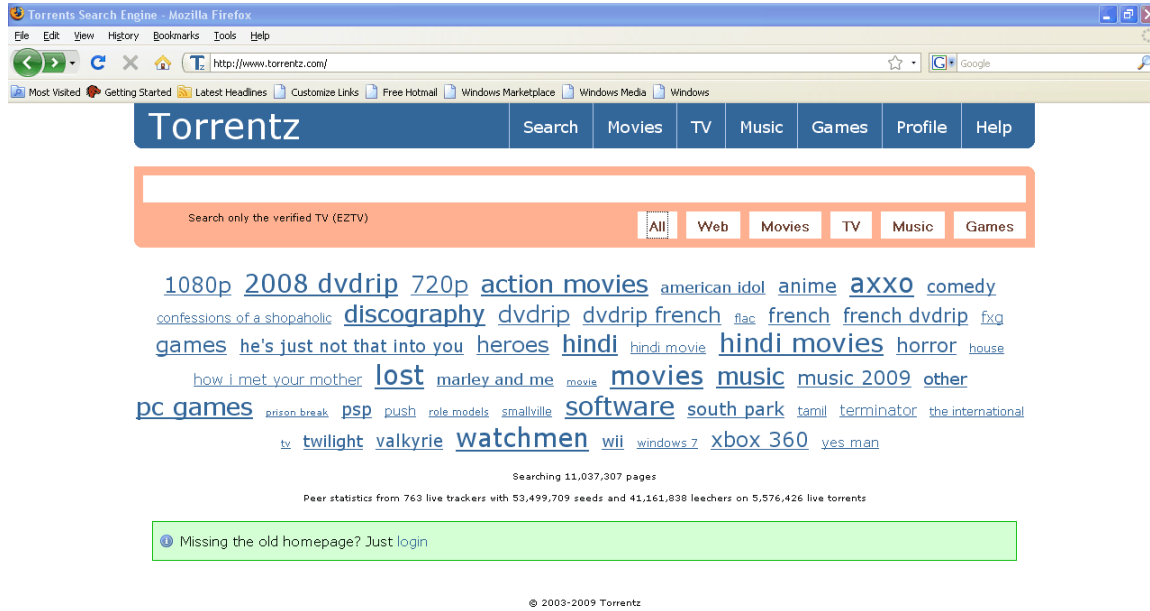 Torrents Search Engine - Mozilla Firefox
File Edit View History Bookmarks Tools Help
Tz http://www.torrentz.com/ G Google
Most Visited Getting Started Latest Headlines Customize Links Free Hotmail Windows Marketplace Windows Media Windows
Torrentz Search Movies TV Music Games Profile Help
Search only the verified TV (EZTV) All Web Movies TV Music Games
1080p 2008 dvdrip 720p action movies american idol anime axxo comedy
confessions of a shopaholic discography dvdrip dvdrip french flac french french dvdrip fxg
games he's just not that into you heroes hindi hindi movie hindi movies horror house
how i met your mother lost marley and me movie movies music music 2009 other
pc games prison break psp push role models smallville software south park tamil terminator the international
tv twilight valkyrie watchmen wii windows 7 xbox 360 yes man
Searching 11,037,307 pages
Peer statistics from 763 live trackers with 53,499,709 seeds and 41,161,838 leechers on 5,576,426 live torrents
Missing the old homepage? Just login
© 2003-2009 Torrentz